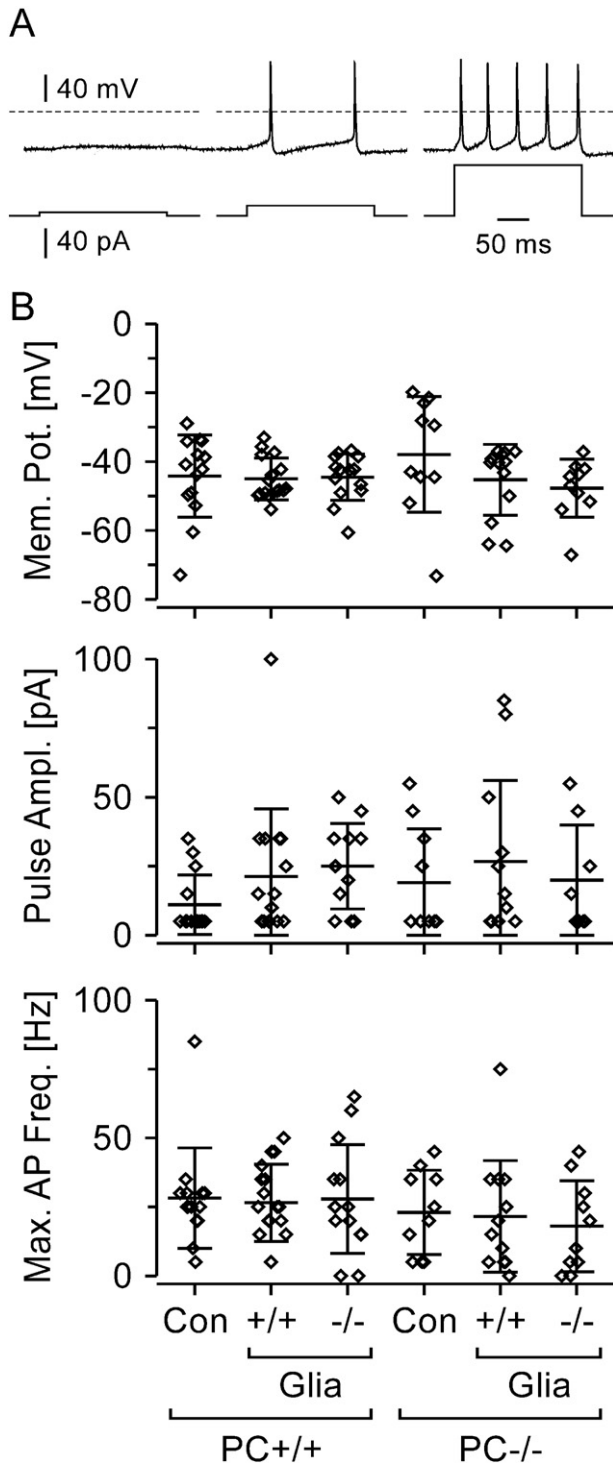 A
40 mV
40 pA
50 ms
B
Mem. Pot. [mV]
0
-20
-40
-60
-80
Pulse Ampl. [pA]
100
50
0
Max. AP Freq. [Hz]
100
50
0
Con +/+ -/- Con +/+ -/-
Glia Glia
PC+/+ PC-/-